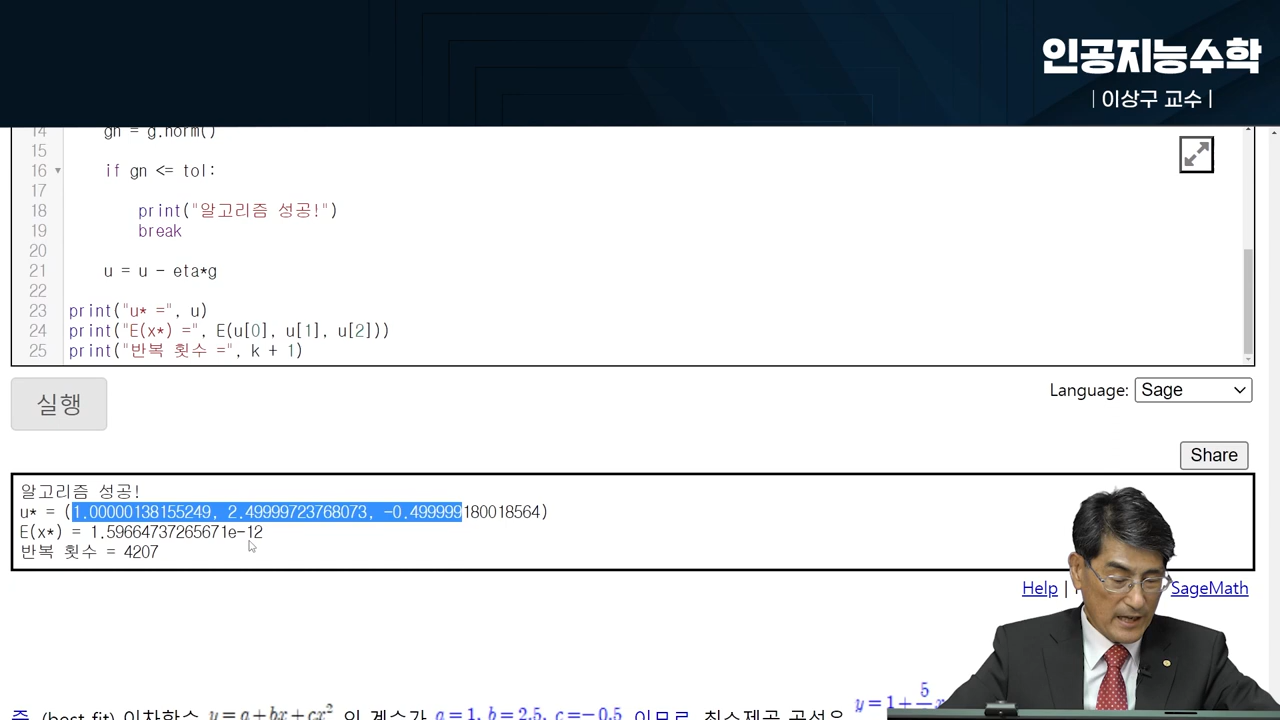 인공지능수학
| 이상구 교수 |
14 gn = g.norm()
15
16 if gn <= tol:
17
18 print("알고리즘 성공!")
19 break
20
21 u = u - eta*g
22
23 print("u* =", u)
24 print("E(x*) =", E(u[0], u[1], u[2]))
25 print("반복 횟수 =", k + 1)
실행
Language: Sage
Share
알고리즘 성공!
u* = (1.00000138155249, 2.49999723768073, -0.499999180018564)
E(x*) = 1.59664737265671e-12
반복 횟수 = 4207
Help | SageMath
즉, (best fit) 이차함수 y = a+bx+cx² 의 계수가 a=1, b=2.5, c=-0.5 이므로, 최소제곱 곡선은 y = 1 + 5